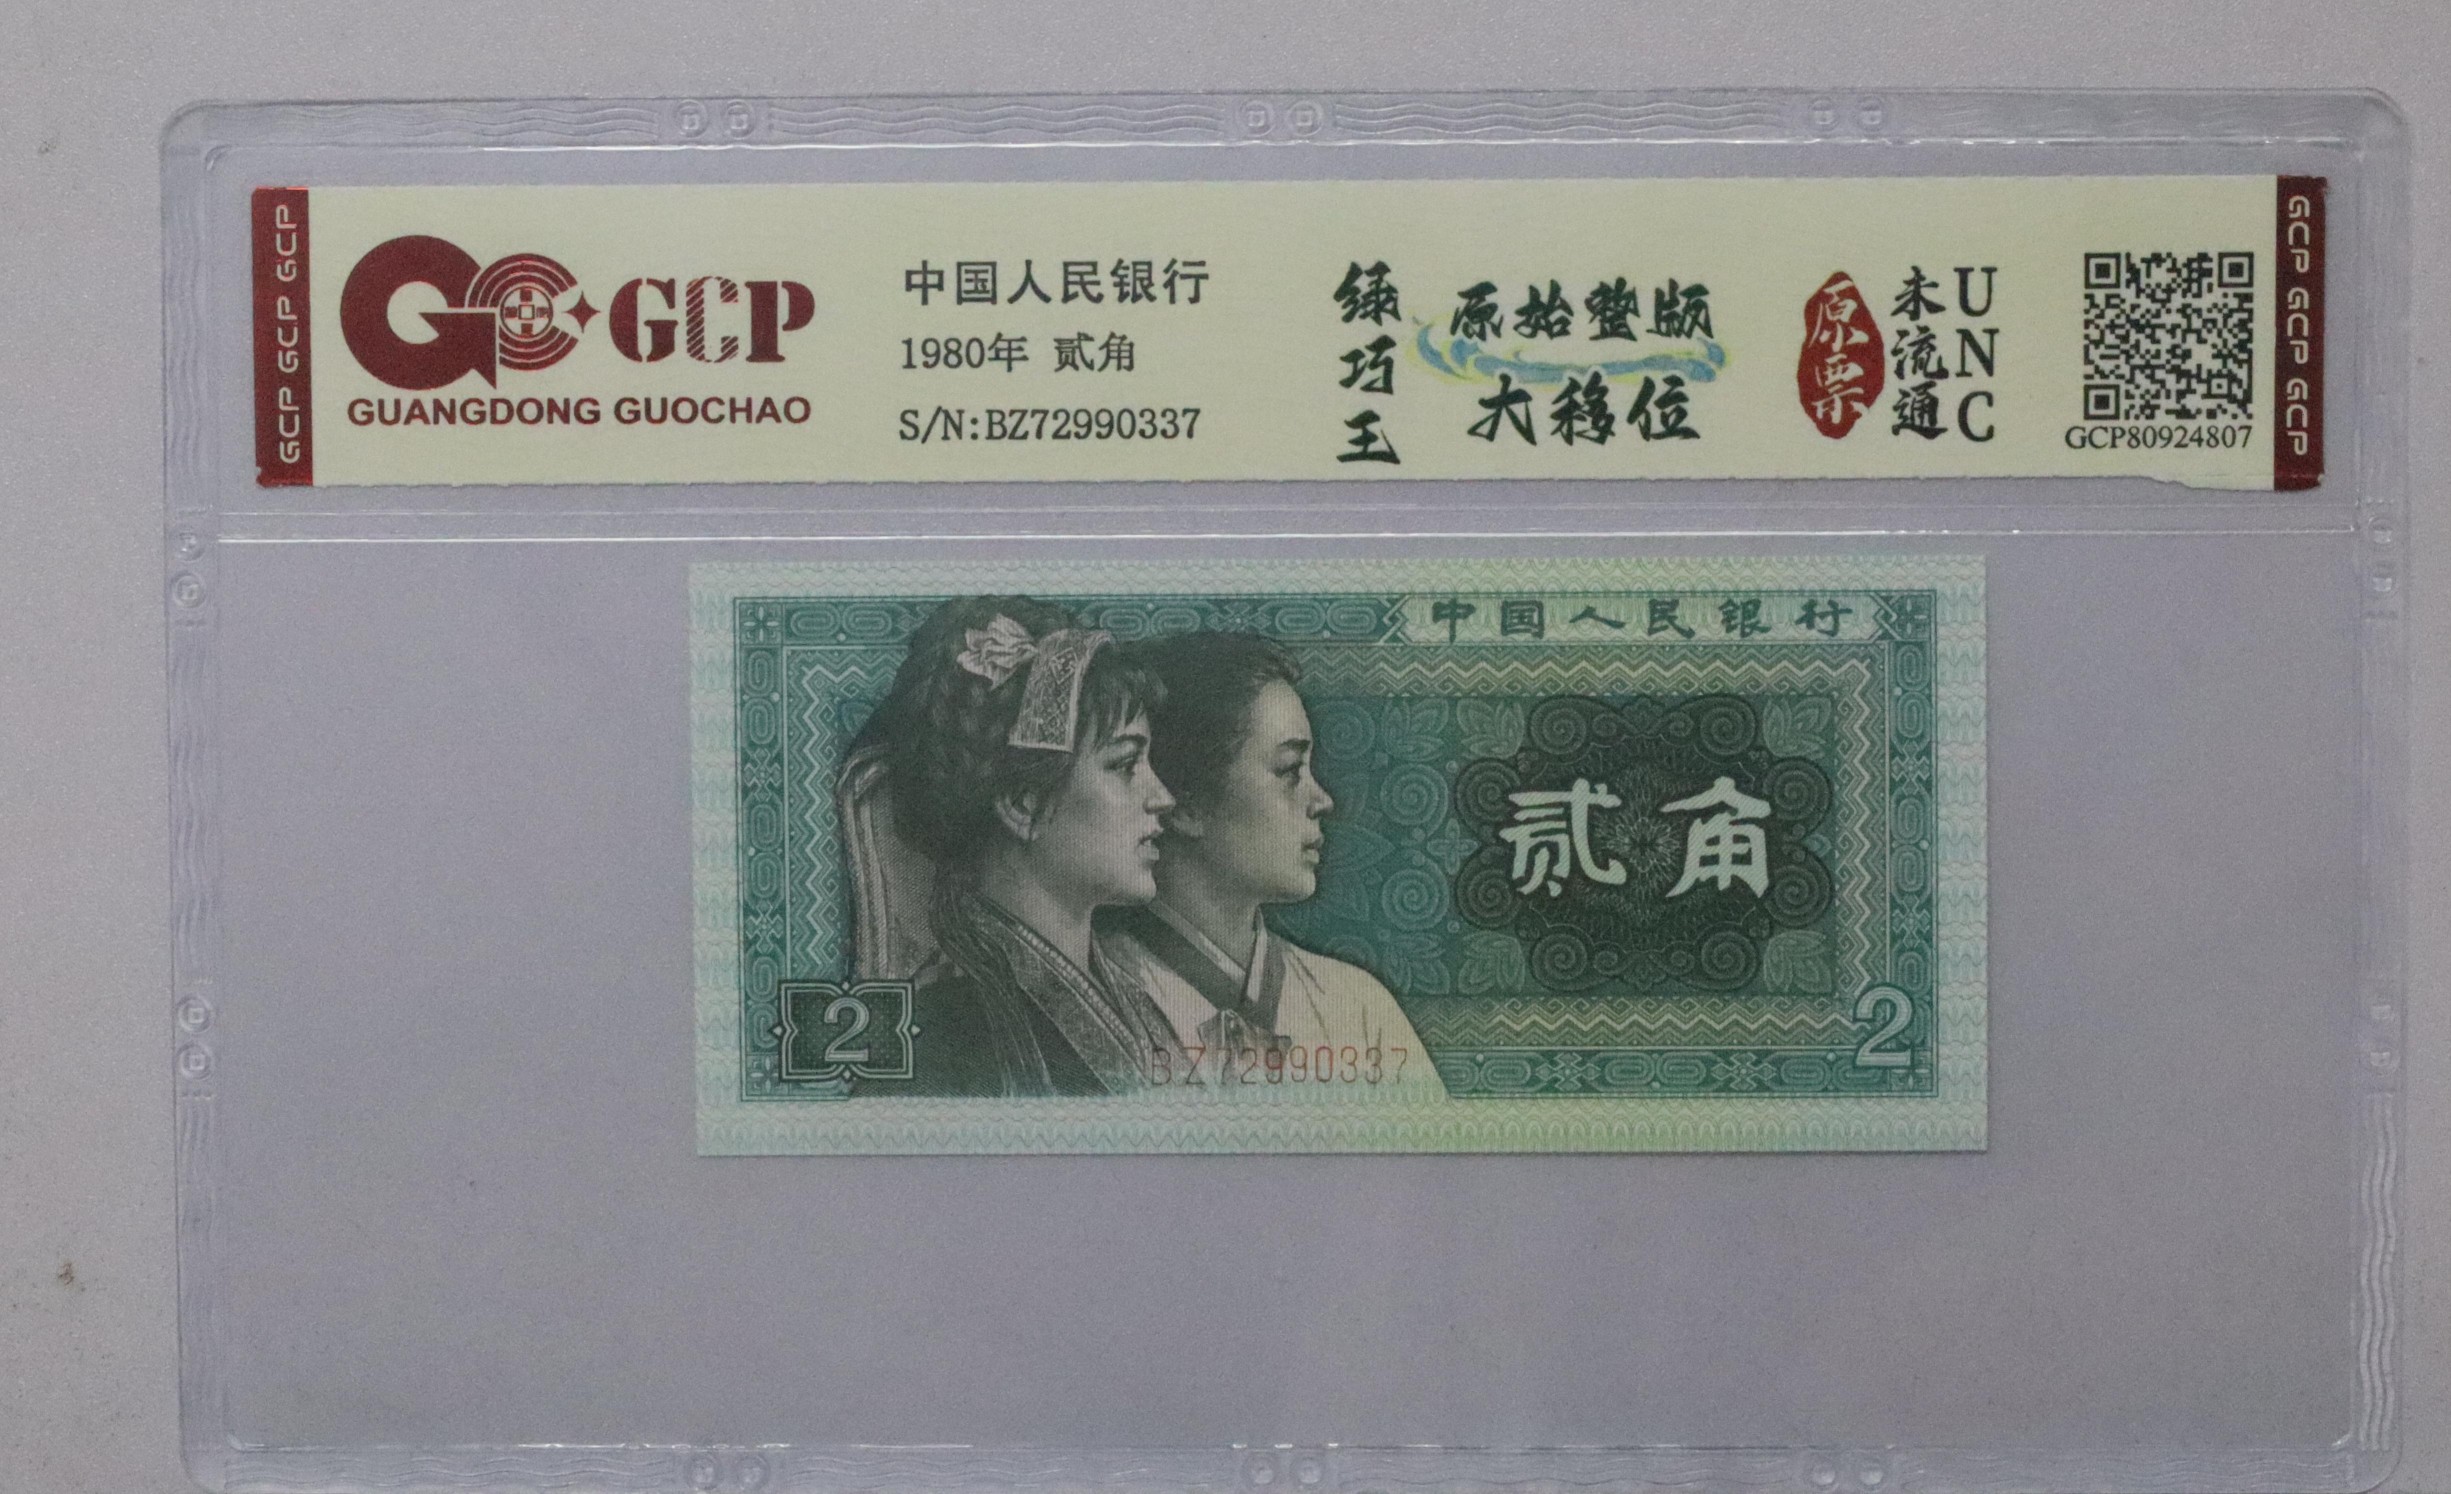 GCP GCP GCP
GCP
GUANGDONG GUOCHAO
中国人民银行
1980年 贰角
S/N:BZ72990337
绿巧王
原始整版
大移位
原票
未流通
UNC
GCP80924807
GCP GCP GCP
中国人民银行
贰角
2
2
BZ72990337